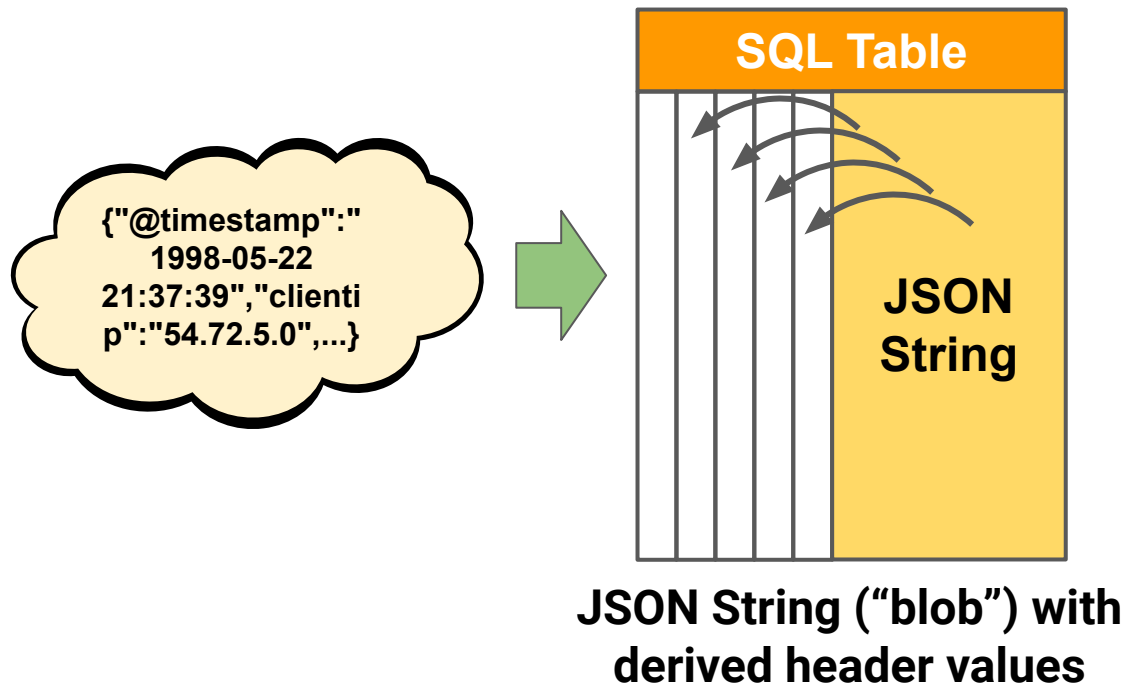 SQL Table
{"@timestamp":"
1998-05-22
21:37:39","clienti
p":"54.72.5.0",...}
JSON
String
JSON String (“blob”) with
derived header values